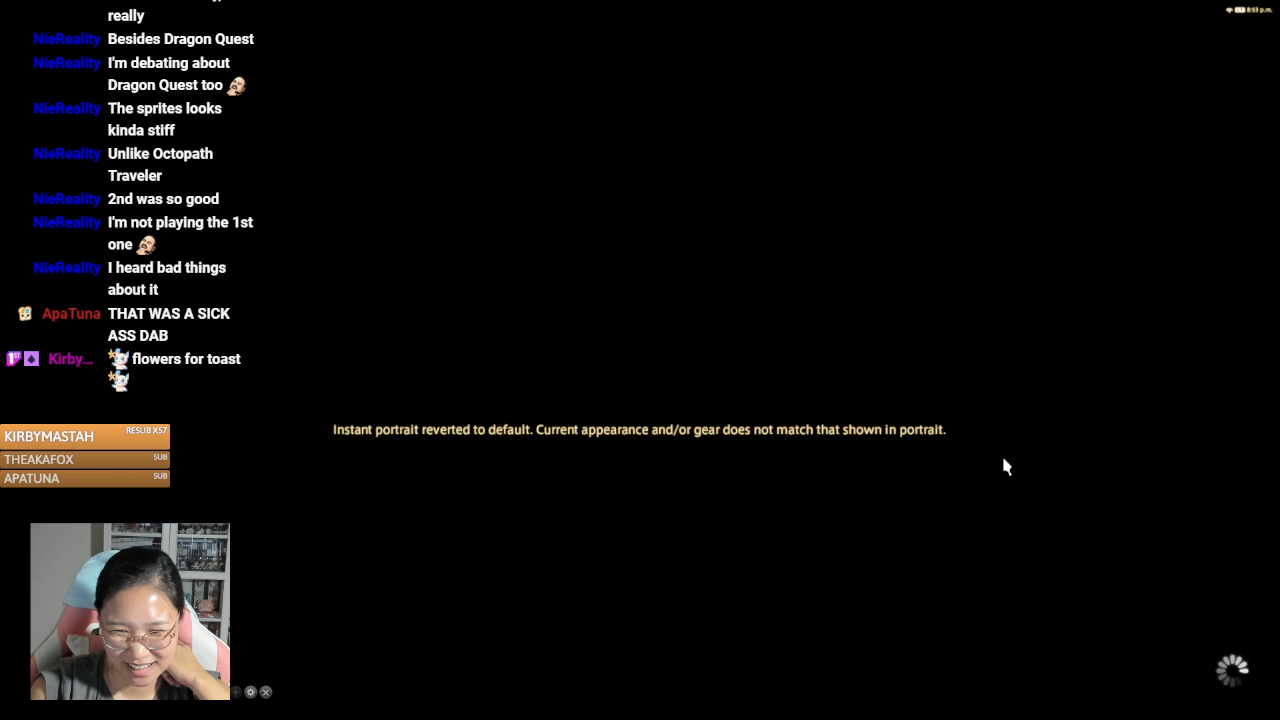 really
8:53 p.m.
NieReality Besides Dragon Quest
NieReality I'm debating about
Dragon Quest too
NieReality The sprites looks
kinda stiff
NieReality Unlike Octopath
Traveler
NieReality 2nd was so good
NieReality I'm not playing the 1st
one
NieReality I heard bad things
about it
ApaTuna THAT WAS A SICK
ASS DAB
1ST Kirby... flowers for toast
Instant portrait reverted to default. Current appearance and/or gear does not match that shown in portrait.
KIRBYMASTAH RESUB X57
THEAKAFOX SUB
APATUNA SUB